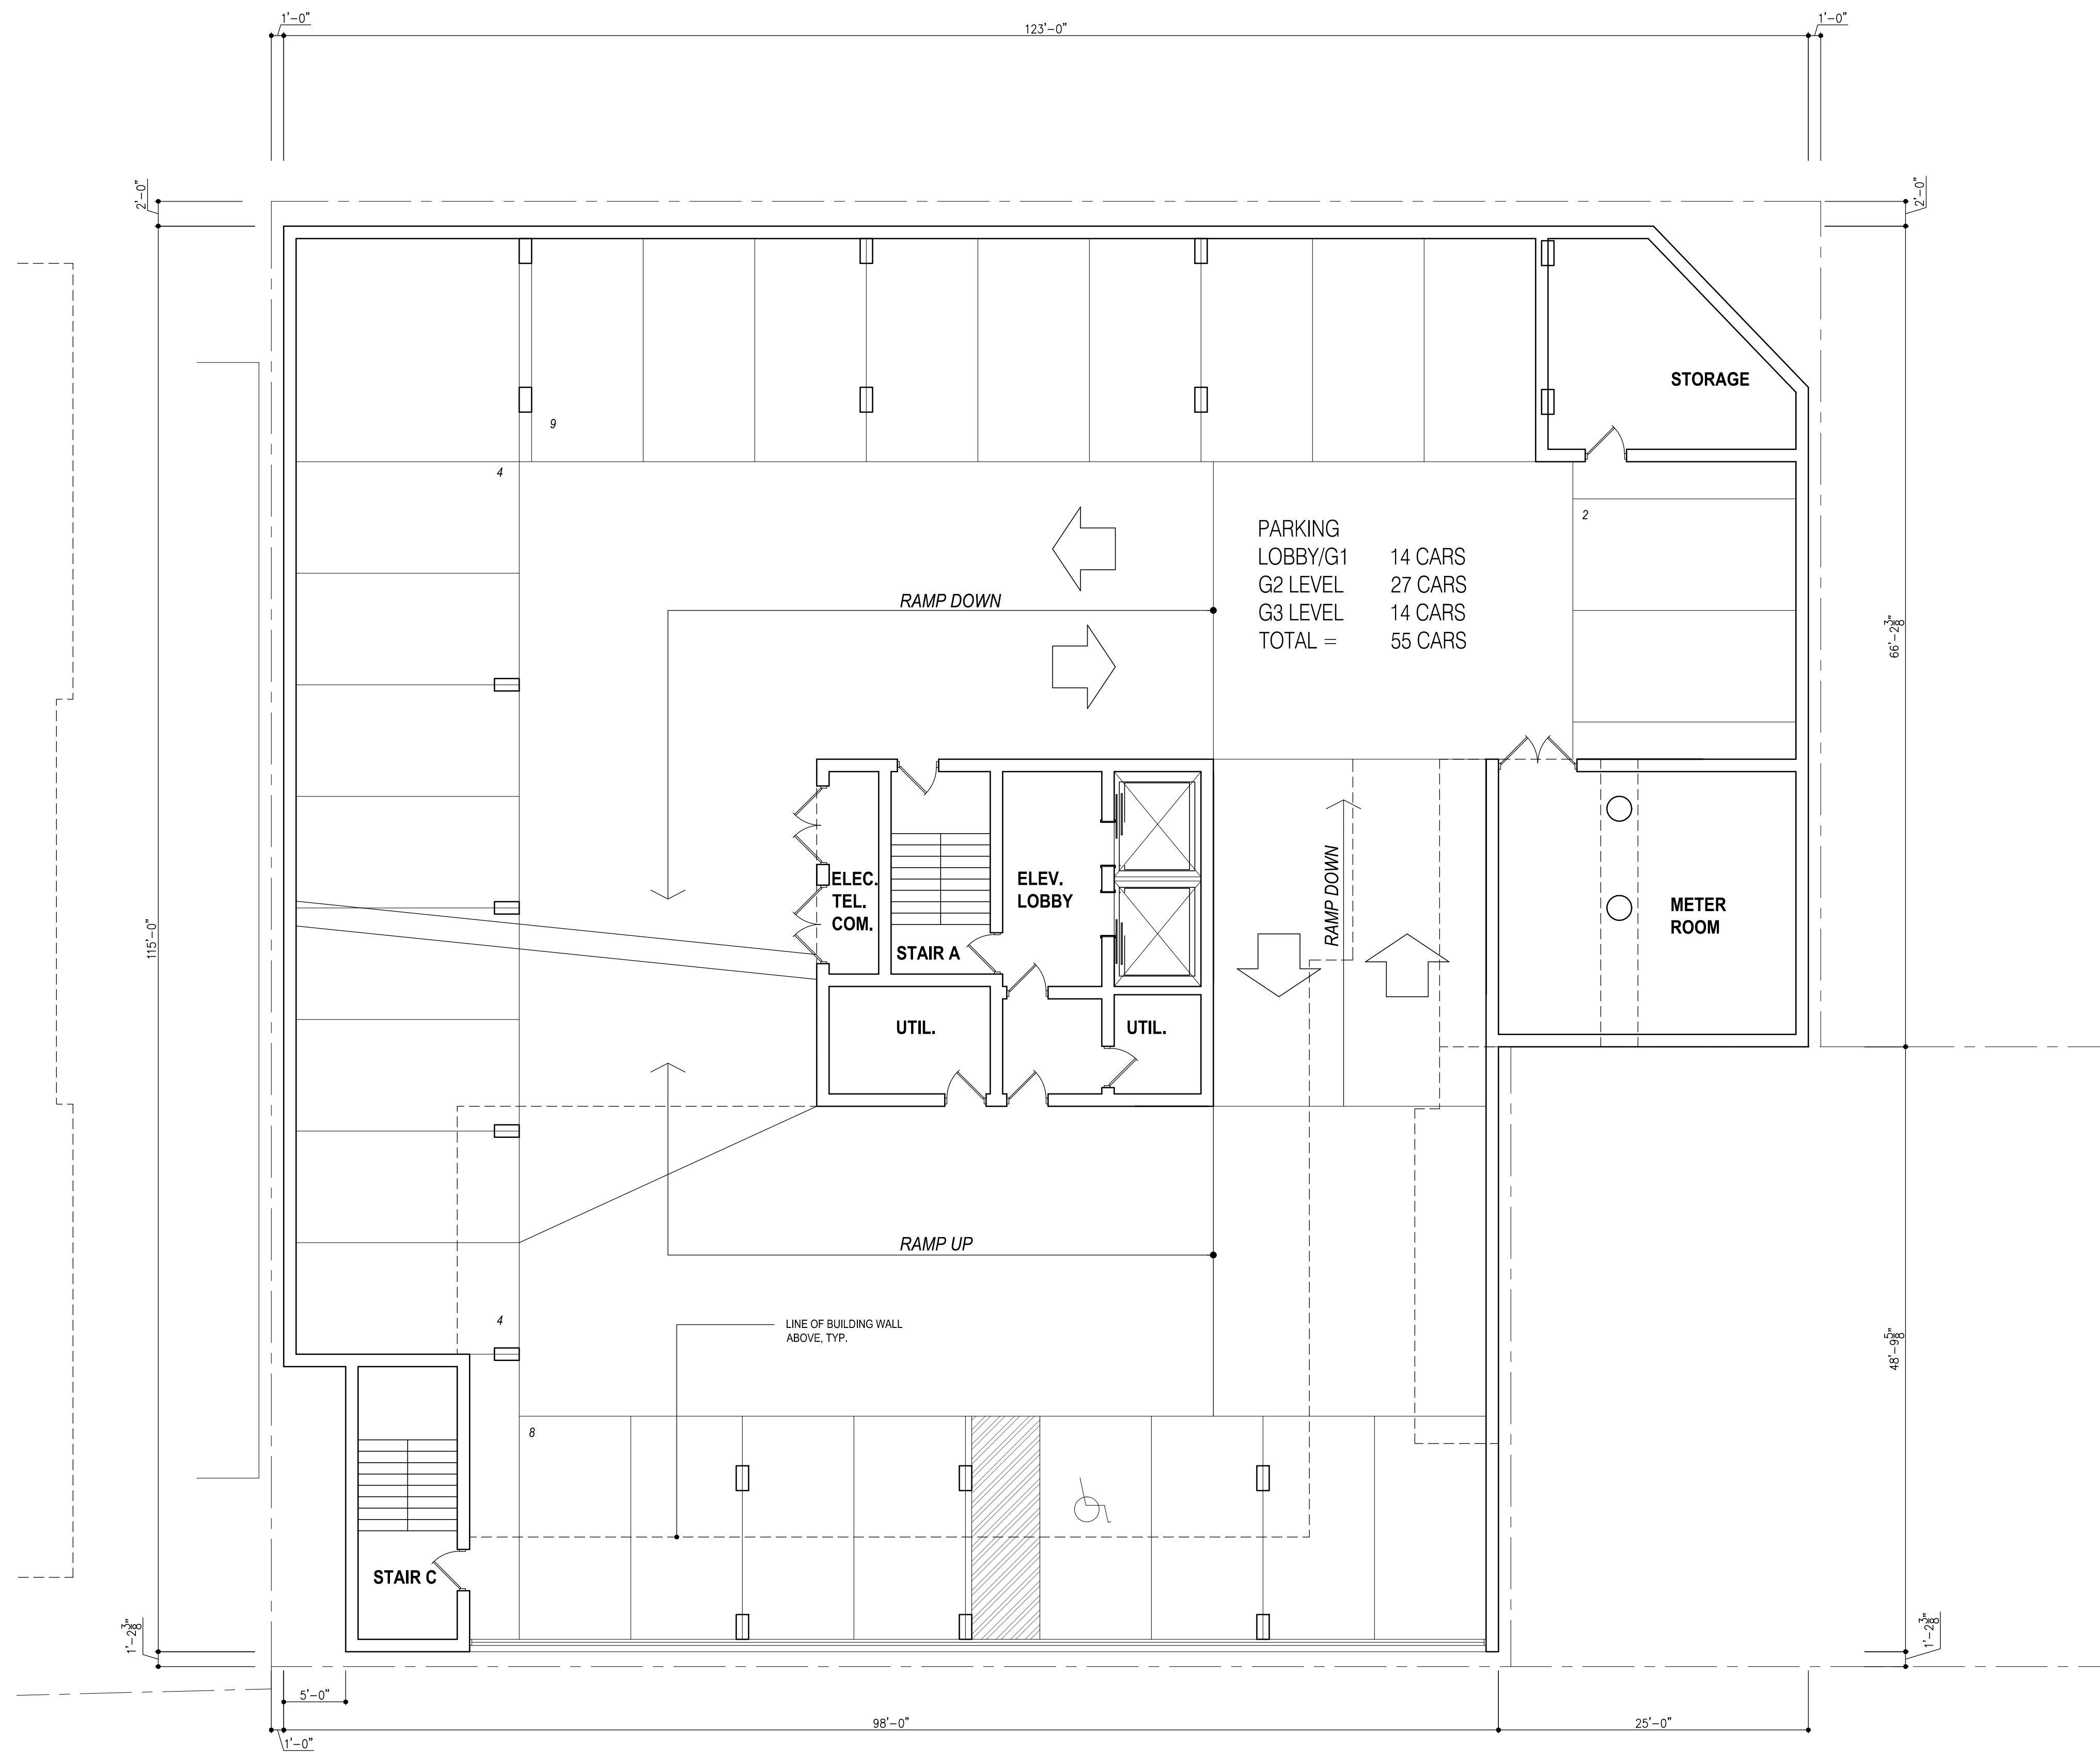 1'-0"
123'-0"
1'-0"
2'-0"
2'-0"
STORAGE
9
4
2
PARKING
LOBBY/G1 14 CARS
G2 LEVEL 27 CARS
G3 LEVEL 14 CARS
TOTAL = 55 CARS
RAMP DOWN
66'-2 3/8"
115'-0"
RAMP DOWN
ELEC.
TEL.
COM.
ELEV.
LOBBY
STAIR A
METER
ROOM
UTIL.
UTIL.
RAMP UP
LINE OF BUILDING WALL
ABOVE, TYP.
4
48'-9 5/8"
8
STAIR C
1'-2 3/8"
1'-2 3/8"
5'-0"
98'-0"
25'-0"
1'-0"